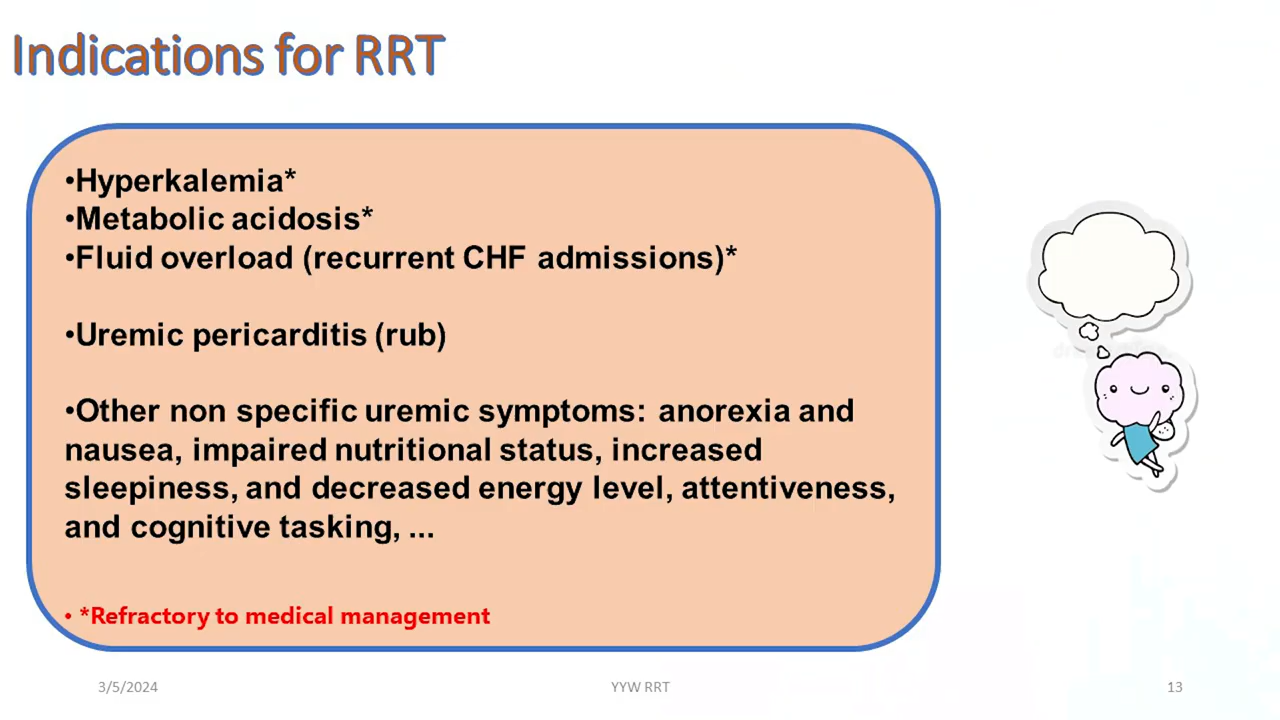 Indications for RRT
•Hyperkalemia*
•Metabolic acidosis*
•Fluid overload (recurrent CHF admissions)*
•Uremic pericarditis (rub)
•Other non specific uremic symptoms: anorexia and
nausea, impaired nutritional status, increased
sleepiness, and decreased energy level, attentiveness,
and cognitive tasking, ...
• *Refractory to medical management
3/5/2024
YYW RRT
13